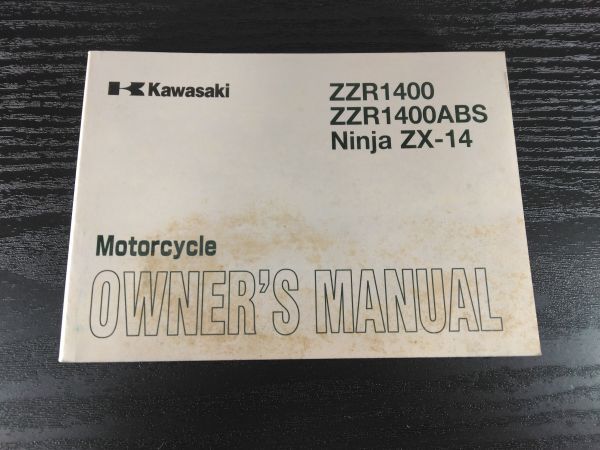 Kawasaki
ZZR1400
ZZR1400ABS
Ninja ZX-14
Motorcycle
OWNER'S MANUAL